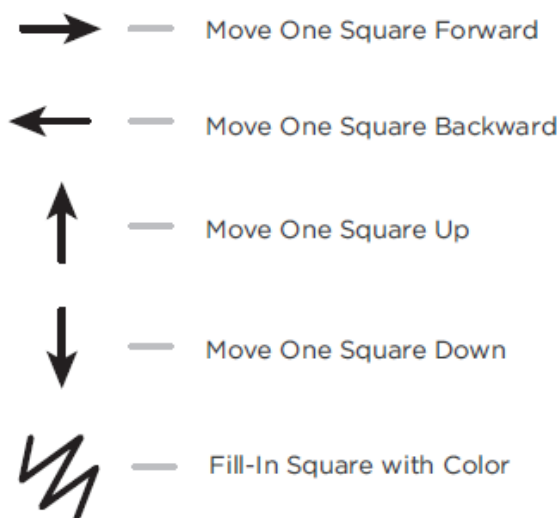 Move One Square Forward
Move One Square Backward
Move One Square Up
Move One Square Down
Fill-In Square with Color